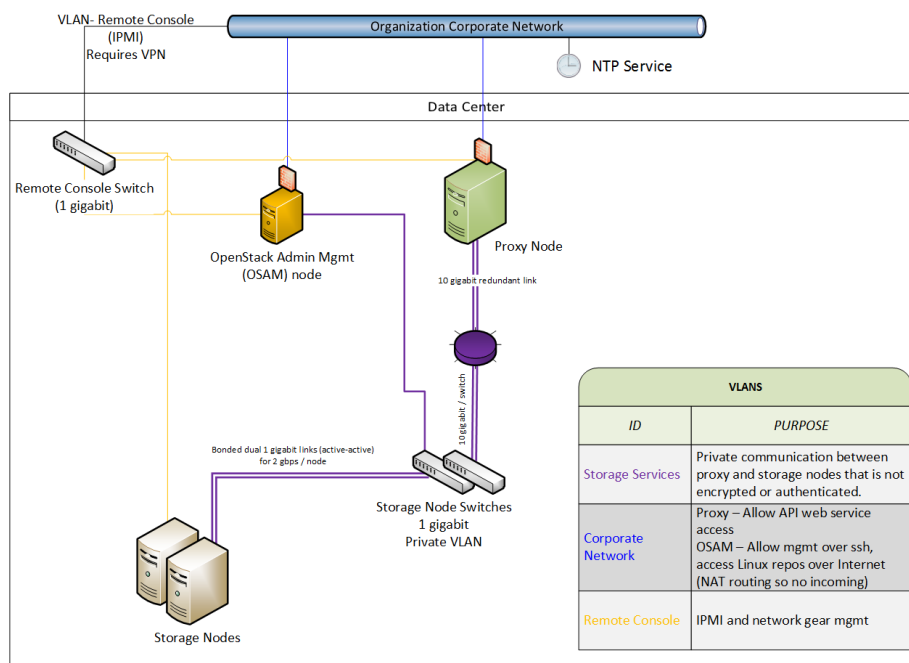 VLAN- Remote Console
(IPMI)
Requires VPN
Organization Corporate Network
NTP Service
Data Center
Remote Console Switch
(1 gigabit)
OpenStack Admin Mgmt
(OSAM) node
Proxy Node
10 gigabit redundant link
10 gigabit / switch
Bonded dual 1 gigabit links (active-active)
for 2 gbps / node
Storage Node Switches
1 gigabit
Private VLAN
Storage Nodes
VLANS
ID
PURPOSE
Storage Services
Private communication between
proxy and storage nodes that is not
encrypted or authenticated.
Corporate
Network
Proxy – Allow API web service
access
OSAM – Allow mgmt over ssh,
access Linux repos over Internet
(NAT routing so no incoming)
Remote Console
IPMI and network gear mgmt